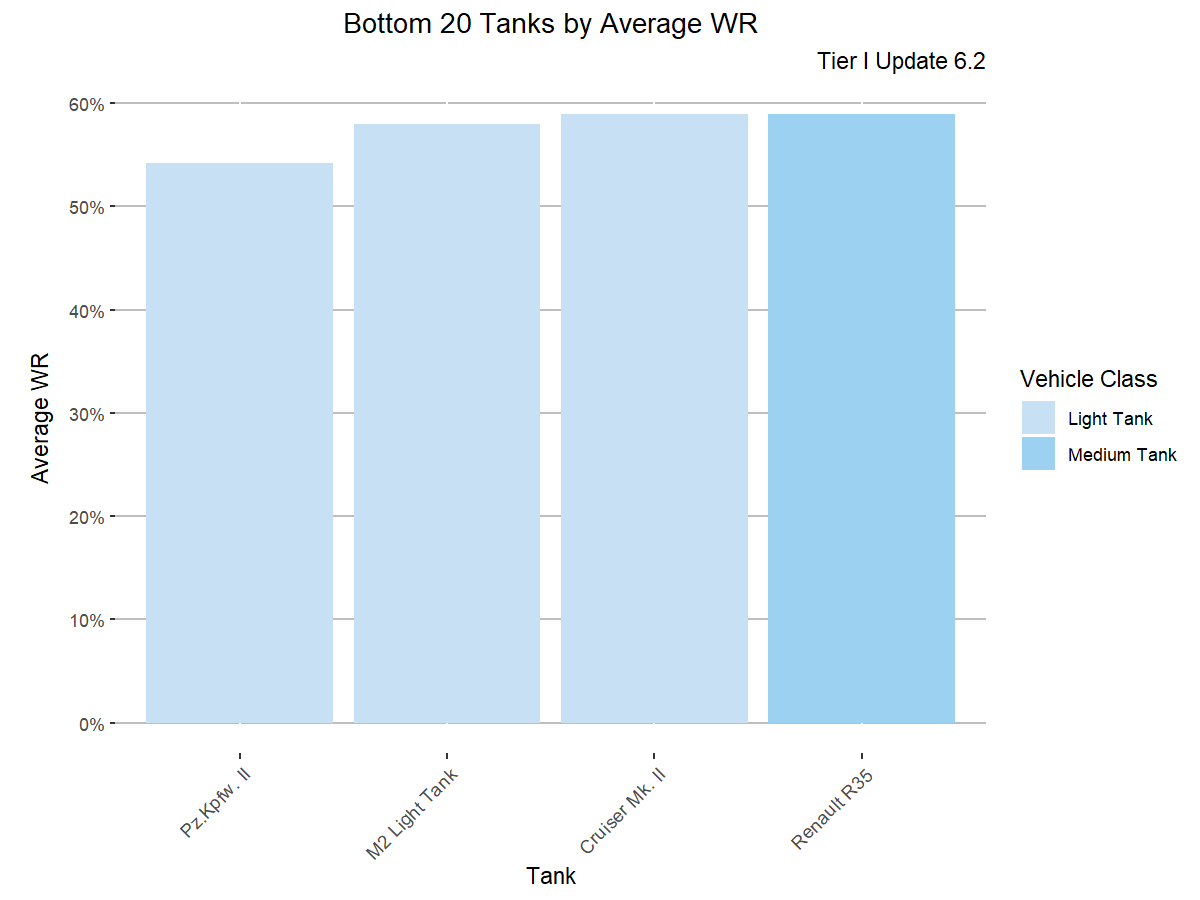 Bottom 20 Tanks by Average WR
Tier I Update 6.2
60%
50%
40%
30%
20%
10%
0%
Average WR
Pz.Kpfw. II
M2 Light Tank
Cruiser Mk. II
Renault R35
Tank
Vehicle Class
Light Tank
Medium Tank